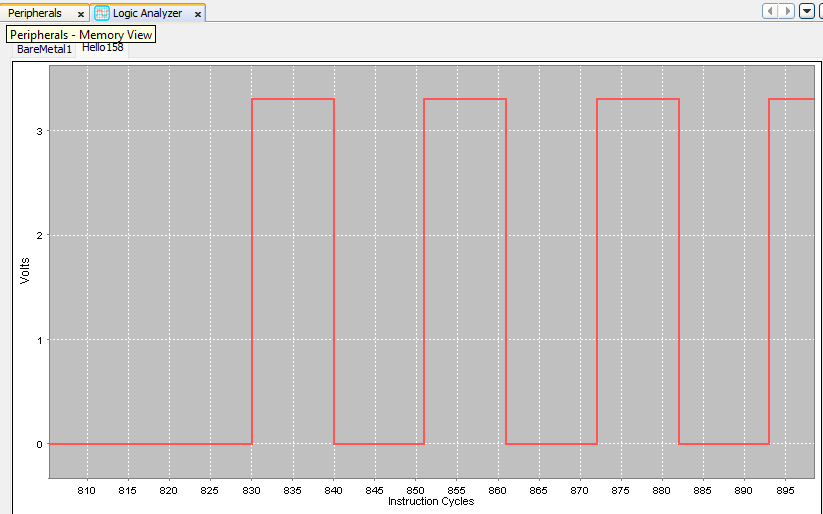 Peripherals x Logic Analyzer x
Peripherals - Memory View
BareMetal1 Hello158
3
2
1
0
Volts
810 815 820 825 830 835 840 845 850 855 860 865 870 875 880 885 890 895
Instruction Cycles